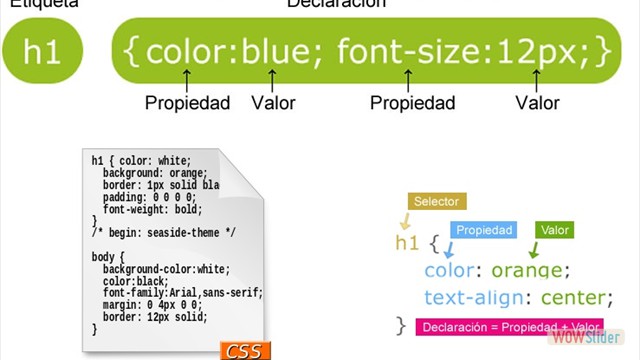 Etiqueta
Declaración
h1
{color:blue; font-size:12px;}
Propiedad
Valor
Propiedad
Valor
h1 { color: white;
background: orange;
border: 1px solid bla
padding: 0 0 0 0;
font-weight: bold;
}
/* begin: seaside-theme */
body {
background-color:white;
color:black;
font-family:Arial,sans-serif;
margin: 0 4px 0 0;
border: 12px solid;
}
CSS
Selector
Propiedad
Valor
h1 {
color: orange;
text-align: center;
}
Declaración = Propiedad + Valor
WOWSlider